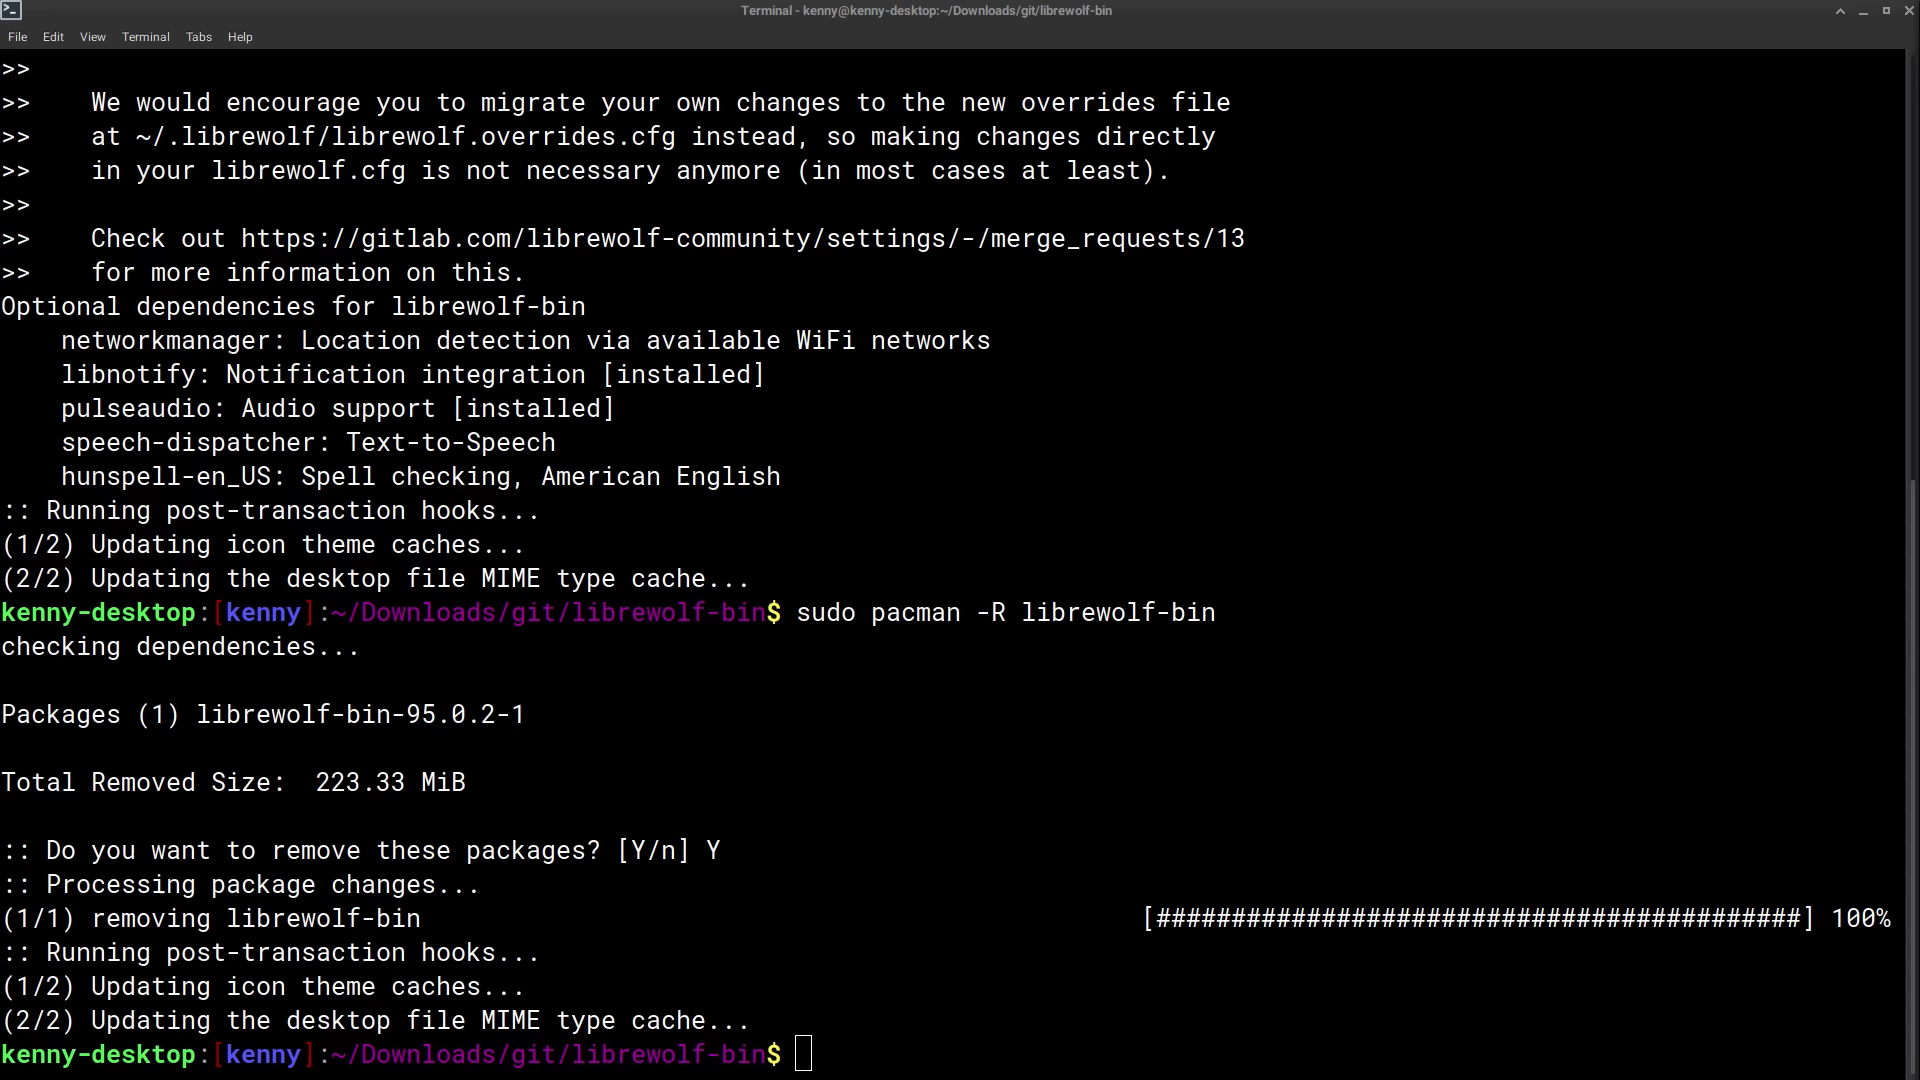 Terminal - kenny@kenny-desktop:~/Downloads/git/librewolf-bin
File Edit View Terminal Tabs Help
>>
>>    We would encourage you to migrate your own changes to the new overrides file
>>    at ~/.librewolf/librewolf.overrides.cfg instead, so making changes directly
>>    in your librewolf.cfg is not necessary anymore (in most cases at least).
>>
>>    Check out https://gitlab.com/librewolf-community/settings/-/merge_requests/13
>>    for more information on this.
Optional dependencies for librewolf-bin
    networkmanager: Location detection via available WiFi networks
    libnotify: Notification integration [installed]
    pulseaudio: Audio support [installed]
    speech-dispatcher: Text-to-Speech
    hunspell-en_US: Spell checking, American English
:: Running post-transaction hooks...
(1/2) Updating icon theme caches...
(2/2) Updating the desktop file MIME type cache...
kenny-desktop:[kenny]:~/Downloads/git/librewolf-bin$ sudo pacman -R librewolf-bin
checking dependencies...
Packages (1) librewolf-bin-95.0.2-1
Total Removed Size:  223.33 MiB
:: Do you want to remove these packages? [Y/n] Y
:: Processing package changes...
(1/1) removing librewolf-bin [###########################################] 100%
:: Running post-transaction hooks...
(1/2) Updating icon theme caches...
(2/2) Updating the desktop file MIME type cache...
kenny-desktop:[kenny]:~/Downloads/git/librewolf-bin$